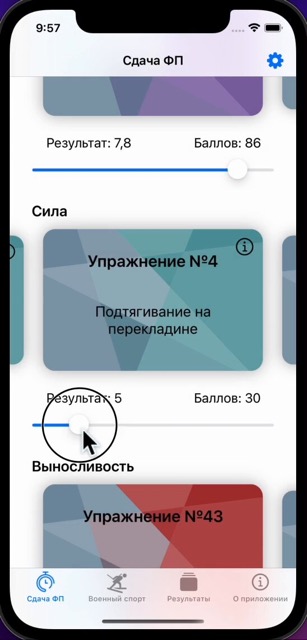 9:57
Сдача ФП
Результат: 7,8 Баллов: 86
Сила
Упражнение №4
Подтягивание на
перекладине
Результат: 5 Баллов: 30
Выносливость
Упражнение №43
Сдача ФП Военный спорт Результаты О приложении